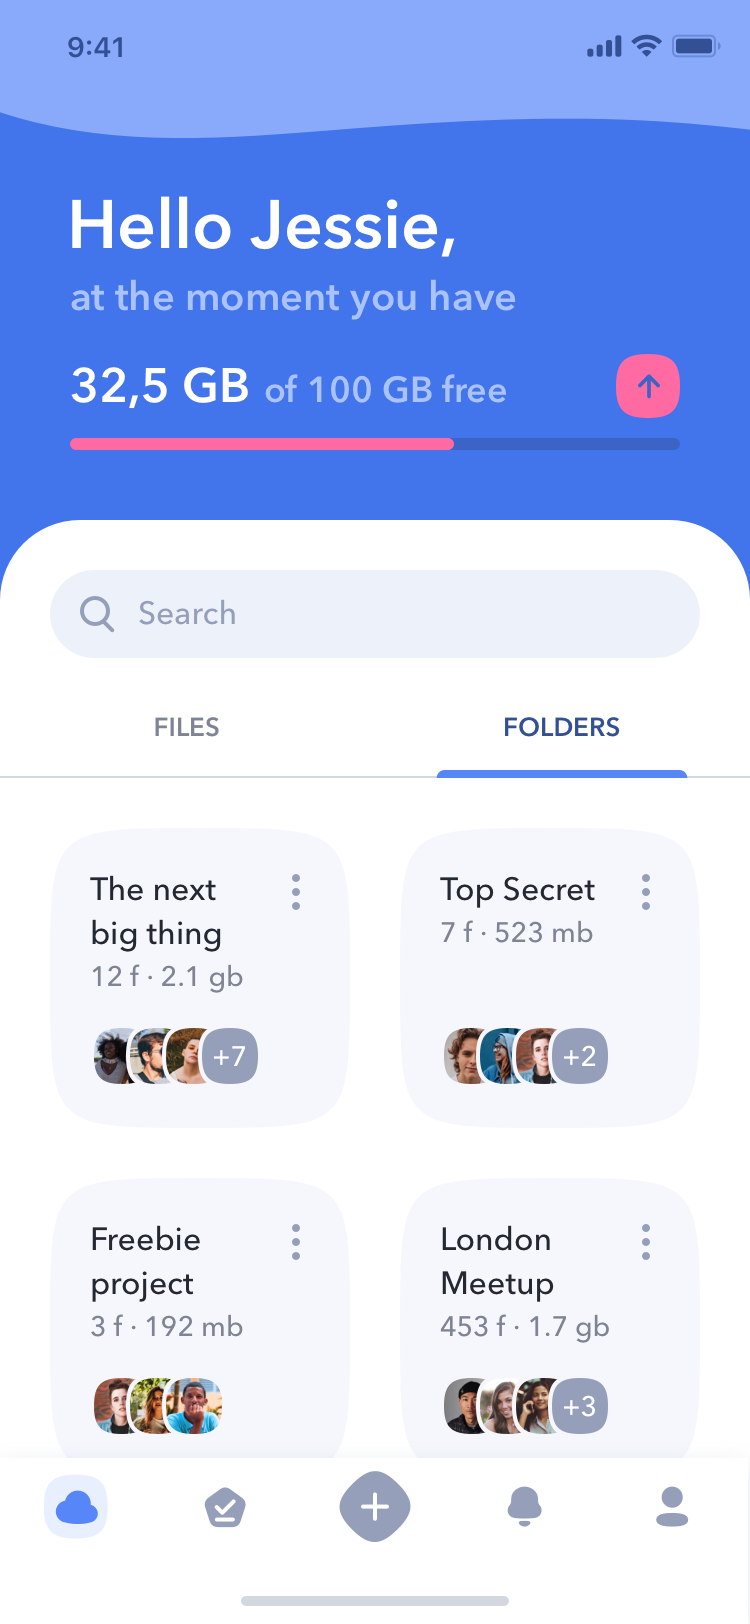 9:41
Hello Jessie,
at the moment you have
32,5 GB of 100 GB free
Search
FILES
FOLDERS
The next
big thing
12 f · 2.1 gb
+7
Top Secret
7 f · 523 mb
+2
Freebie
project
3 f · 192 mb
London
Meetup
453 f · 1.7 gb
+3